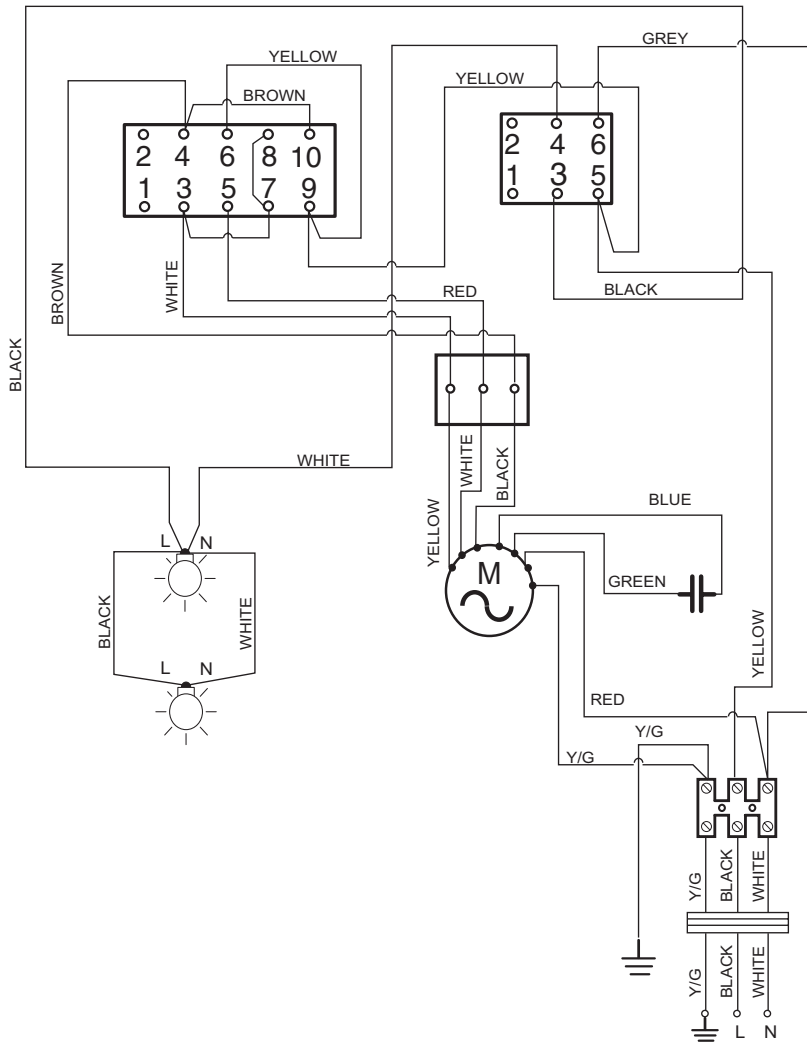 GREY
YELLOW
YELLOW
BROWN
2 4 6 8 10
1 3 5 7 9
2 4 6
1 3 5
BROWN
WHITE
RED
BLACK
BLACK
WHITE
YELLOW
WHITE
BLACK
L N
M
BLUE
GREEN
BLACK
WHITE
YELLOW
L N
RED
Y/G
Y/G
Y/G
BLACK
WHITE
Y/G
BLACK
WHITE
L N